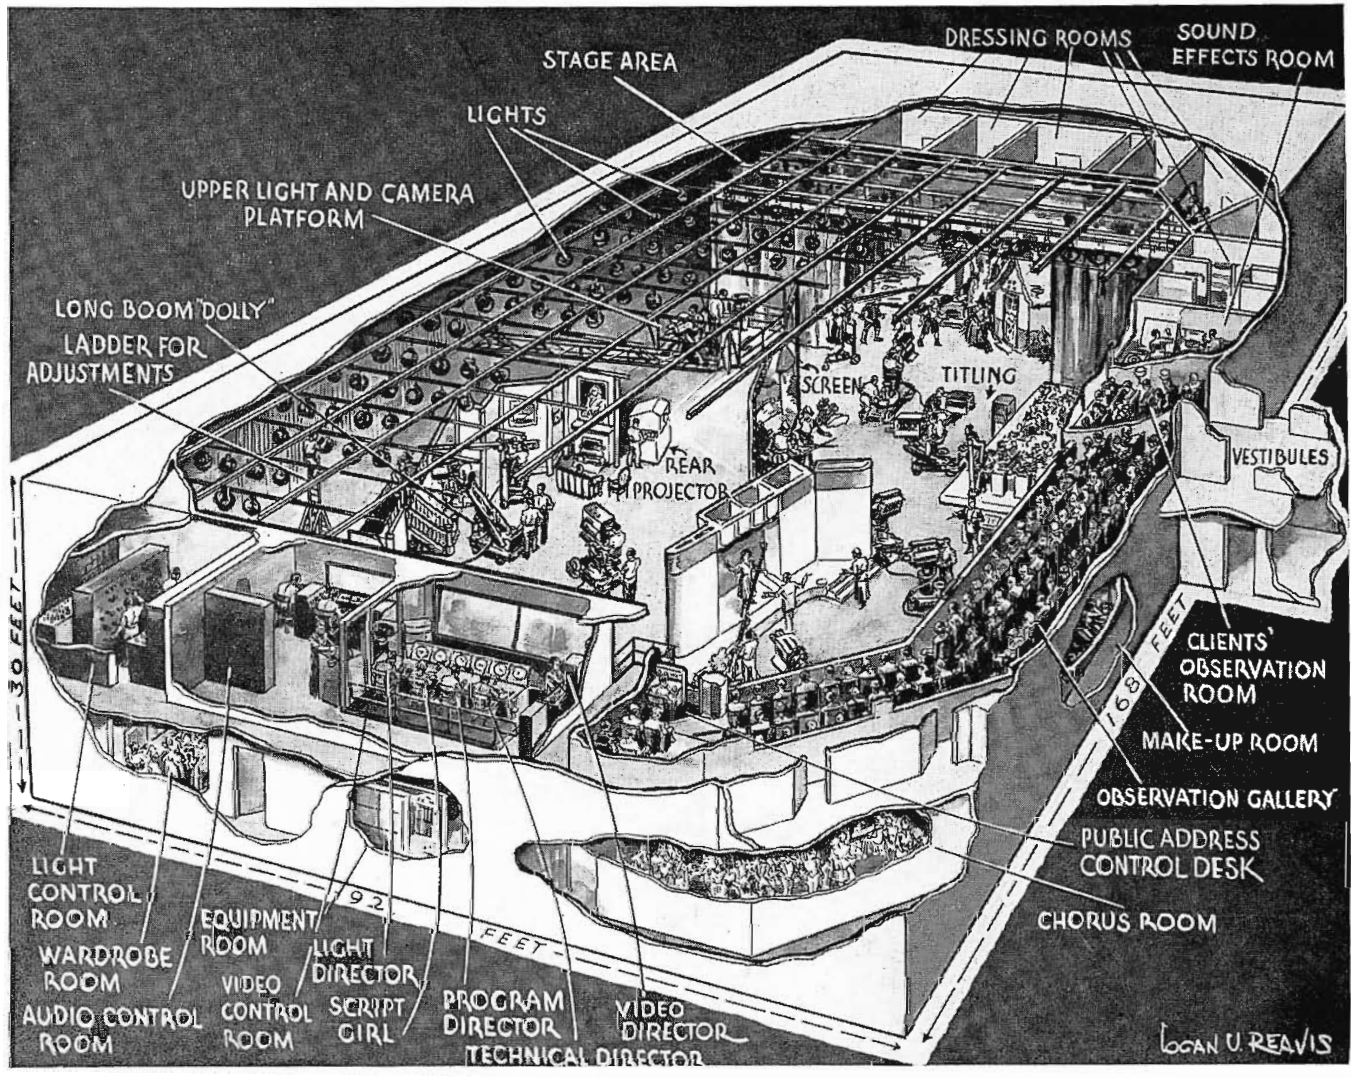 DRESSING ROOMS
SOUND
EFFECTS ROOM
STAGE AREA
LIGHTS
UPPER LIGHT AND CAMERA
PLATFORM
LONG BOOM "DOLLY"
LADDER FOR
ADJUSTMENTS
SCREEN
TITLING
REAR
PROJECTOR
VESTIBULES
30 FEET
168 FEET
92 FEET
CLIENTS'
OBSERVATION
ROOM
MAKE-UP ROOM
OBSERVATION GALLERY
PUBLIC ADDRESS
CONTROL DESK
CHORUS ROOM
LIGHT
CONTROL
ROOM
WARDROBE
ROOM
AUDIO CONTROL
ROOM
EQUIPMENT
ROOM
VIDEO
CONTROL
ROOM
LIGHT
DIRECTOR
SCRIPT
GIRL
PROGRAM
DIRECTOR
TECHNICAL DIRECTOR
VIDEO
DIRECTOR
LOGAN U. REAVIS